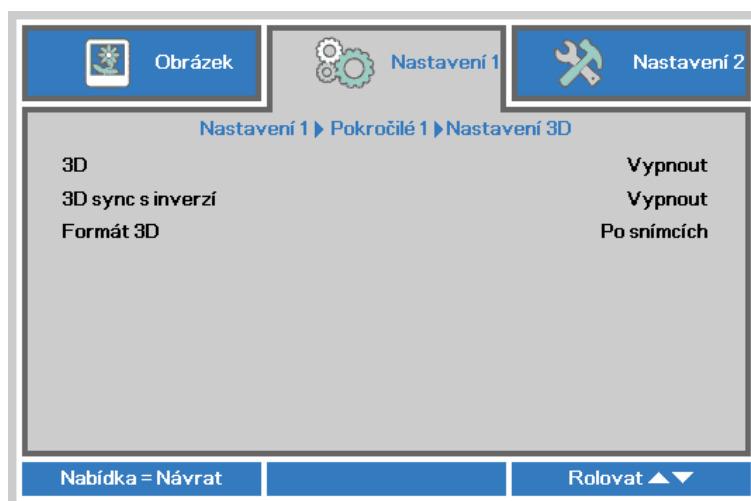 Obrázek
Nastavení 1
Nastavení 2
Nastavení 1 ▶ Pokročilé 1 ▶ Nastavení 3D
3D Vypnout
3D sync s inverzí Vypnout
Formát 3D Po snímcích
Nabídka = Návrat
Rolovat ▲▼